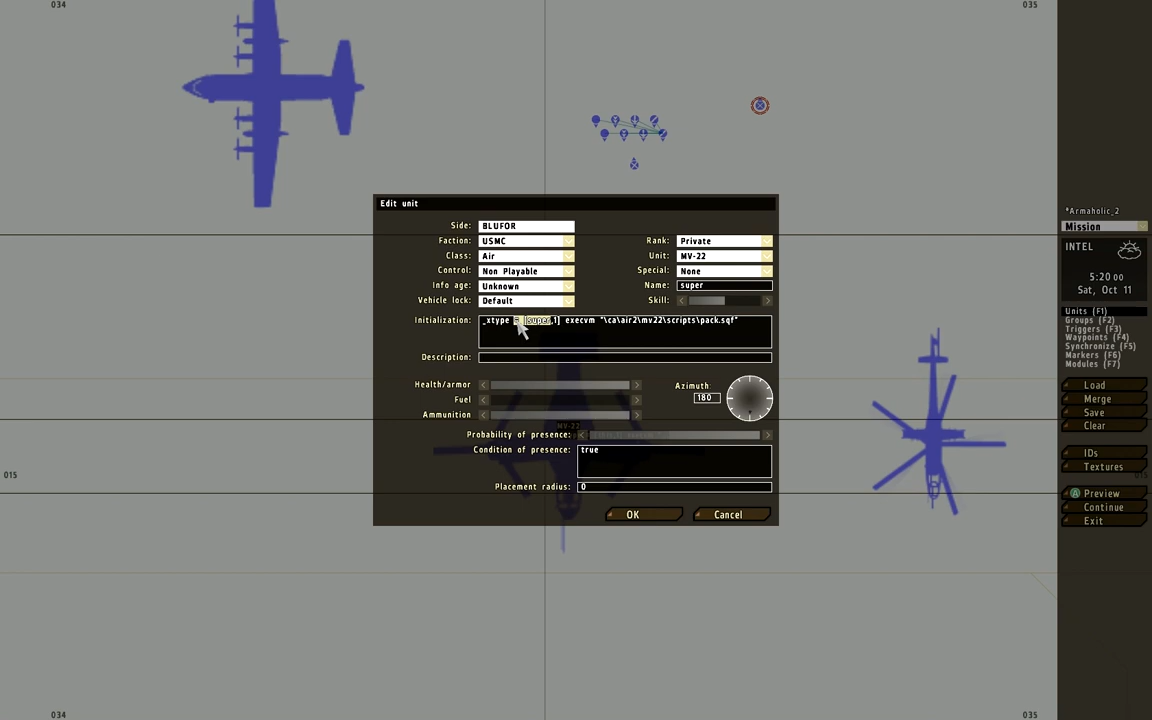 034
035
Edit unit
Side: BLUFOR
Faction: USMC
Rank: Private
Class: Air
Unit: MV-22
Control: Non Playable
Special: None
Info age: Unknown
Name: super
Vehicle lock: Default
Skill:
Initialization: _xtype = [super,1] execvm "\ca\air2\mv22\scripts\pack.sqf"
Description:
Health/armor
Fuel
Ammunition
Azimuth:
180
MV-22
Probability of presence:
Condition of presence: true
Placement radius: 0
OK
Cancel
*Armaholic_2
Mission
INTEL
5:20 00
Sat, Oct 11
Units (F1)
Groups (F2)
Triggers (F3)
Waypoints (F4)
Synchronize (F5)
Markers (F6)
Modules (F7)
Load
Merge
Save
Clear
IDs
Textures
A Preview
Continue
Exit
015
015
034
035